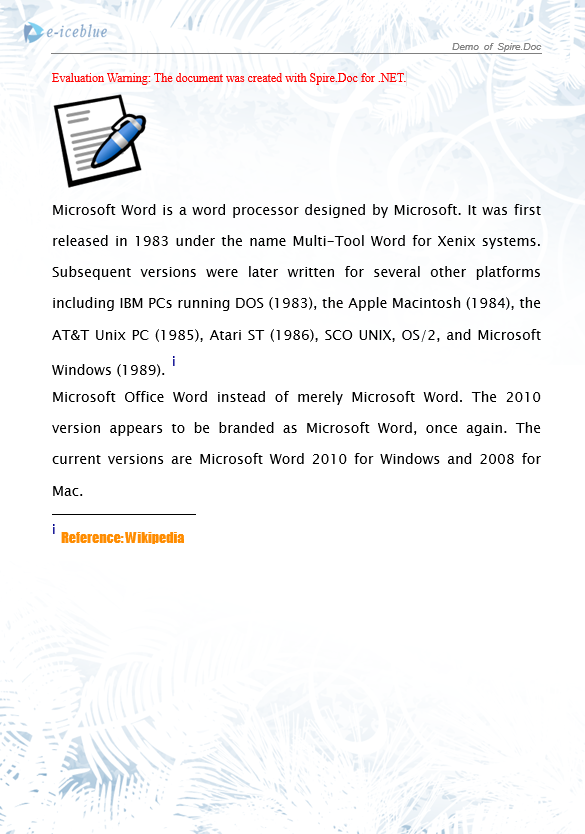 e-iceblue
Demo of Spire.Doc
Evaluation Warning: The document was created with Spire.Doc for .NET.
Microsoft Word is a word processor designed by Microsoft. It was first
released in 1983 under the name Multi-Tool Word for Xenix systems.
Subsequent versions were later written for several other platforms
including IBM PCs running DOS (1983), the Apple Macintosh (1984), the
AT&T Unix PC (1985), Atari ST (1986), SCO UNIX, OS/2, and Microsoft
Windows (1989). i
Microsoft Office Word instead of merely Microsoft Word. The 2010
version appears to be branded as Microsoft Word, once again. The
current versions are Microsoft Word 2010 for Windows and 2008 for
Mac.
i Reference: Wikipedia